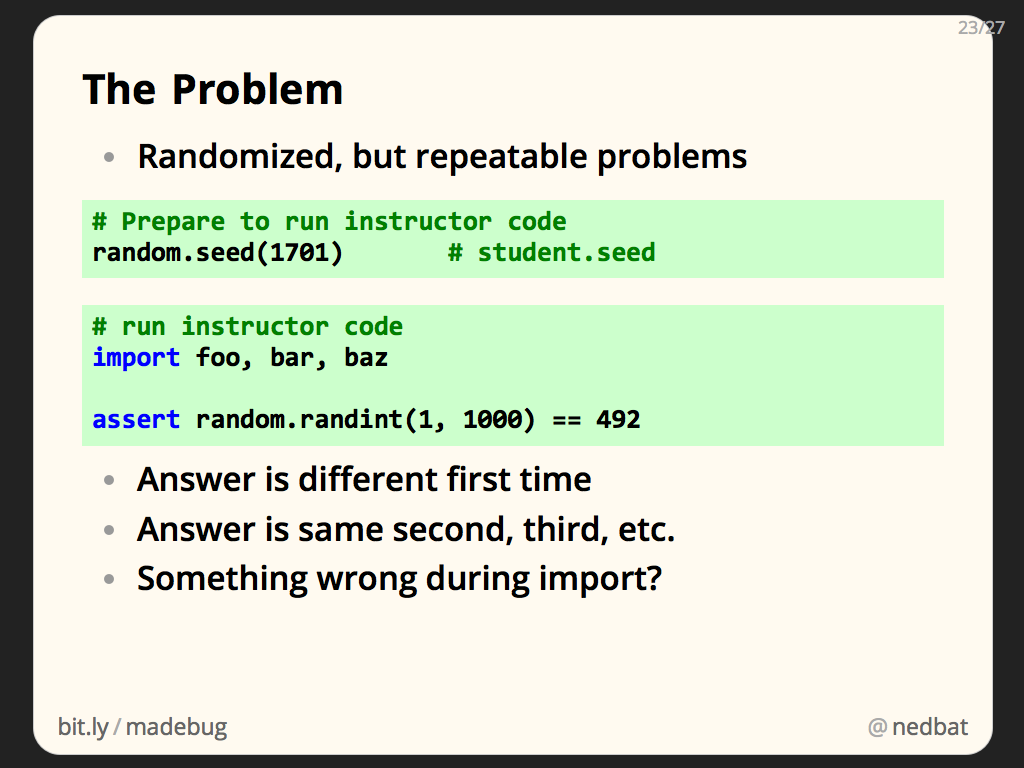 23/27
The Problem
• Randomized, but repeatable problems
# Prepare to run instructor code
random.seed(1701)       # student.seed
# run instructor code
import foo, bar, baz
assert random.randint(1, 1000) == 492
• Answer is different first time
• Answer is same second, third, etc.
• Something wrong during import?
bit.ly / madebug
@ nedbat